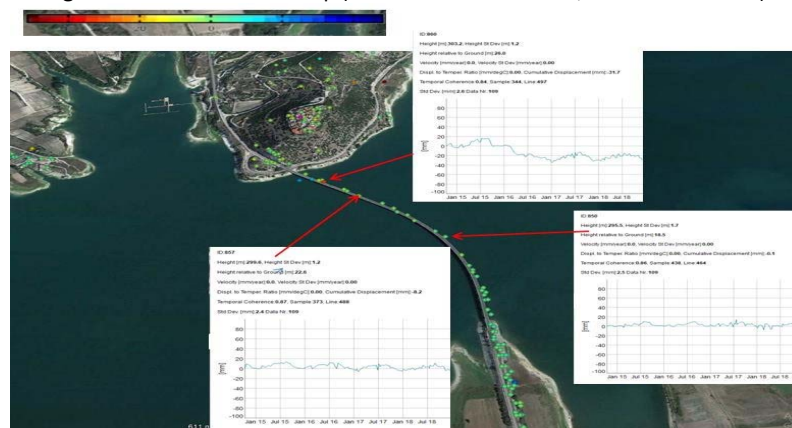 ID:860
Height [m]:303.2, Height St Dev [m]:1.2
Height relative to Ground [m]:26.0
Velocity [mm/year]:0.0, Velocity St Dev [mm/year]:0.00
Displ. to Temper. Ratio [mm/degC]:0.00, Cumulative Displacement [mm]:-31.7
Temporal Coherence:0.84, Sample:344, Line:497
Std Dev. [mm]:2.6 Data Nr. 109
80
60
40
20
0
-20
-40
-60
-80
-100
[mm]
Jan 15 Jul 15 Jan 16 Jul 16 Jan 17 Jul 17 Jan 18 Jul 18
Height [m]:295.5, Height St Dev [m]:1.7
Height relative to Ground [m]:18.5
Velocity [mm/year]:0.0, Velocity St Dev [mm/year]:0.00
Displ. to Temper. Ratio [mm/degC]:0.00, Cumulative Displacement [mm]:-0.1
Temporal Coherence:0.86, Sample:438, Line:464
Std Dev. [mm]:2.5 Data Nr. 109
80
60
40
20
0
-20
-40
-60
-80
-100
[mm]
Jan 15 Jul 15 Jan 16 Jul 16 Jan 17 Jul 17 Jan 18 Jul 18
ID:857
Height [m]:299.6, Height St Dev [m]:1.2
Height relative to Ground [m]:22.6
Velocity [mm/year]:0.0, Velocity St Dev [mm/year]:0.00
Displ. to Temper. Ratio [mm/degC]:0.00, Cumulative Displacement [mm]:-0.2
Temporal Coherence:0.87, Sample:373, Line:488
Std Dev. [mm]:2.4 Data Nr. 109
80
60
40
20
0
-20
-40
-60
-80
-100
[mm]
Jan 15 Jul 15 Jan 16 Jul 16 Jan 17 Jul 17 Jan 18 Jul 18